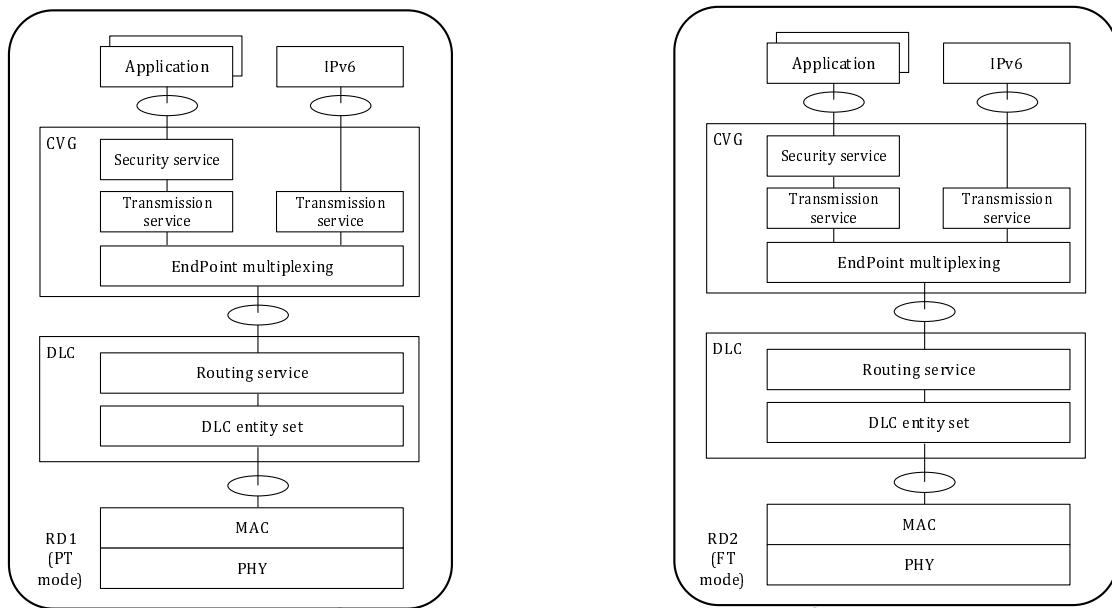 Application
IPv6
CVG
Security service
Transmission
service
Transmission
service
EndPoint multiplexing
DLC
Routing service
DLC entity set
MAC
RD1
(PT
mode)
PHY
Application
IPv6
CVG
Security service
Transmission
service
Transmission
service
EndPoint multiplexing
DLC
Routing service
DLC entity set
MAC
RD2
(FT
mode)
PHY